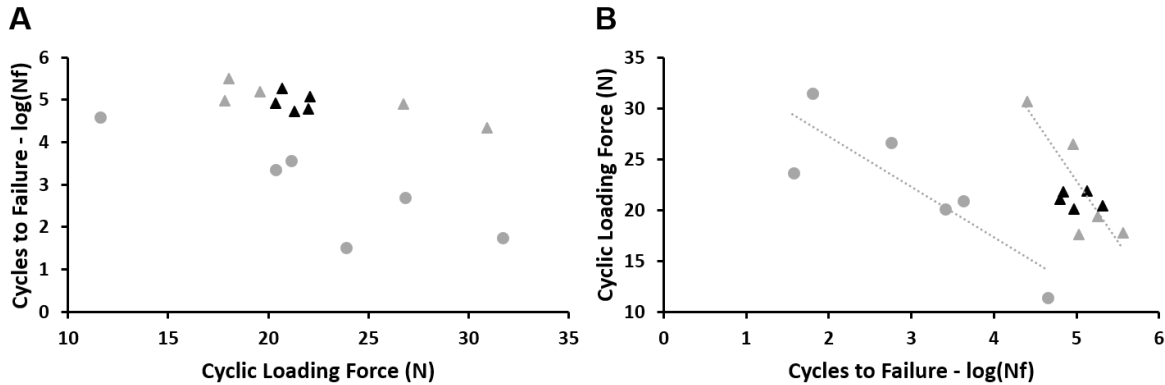 A
Cycles to Failure - log(Nf)
6
5
4
3
2
1
0
10 15 20 25 30 35
Cyclic Loading Force (N)
B
Cyclic Loading Force (N)
35
30
25
20
15
10
0 1 2 3 4 5 6
Cycles to Failure - log(Nf)